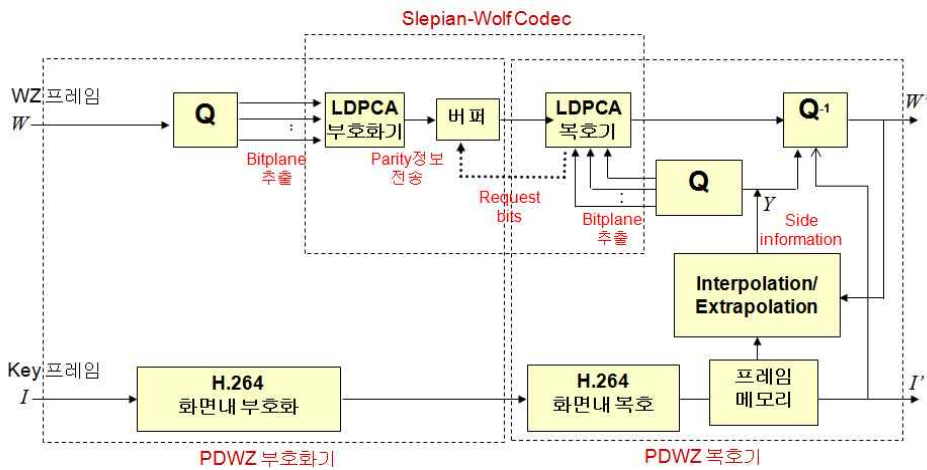 Slepian-Wolf Codec
WZ 프레임
W
Q
:
Bitplane
추출
LDPCA
부호화기
Parity정보
전송
버퍼
Request
bits
LDPCA
복호기
:
Bitplane
추출
Q
Y
Side
information
Q-1
W'
Interpolation/
Extrapolation
Key 프레임
I
H.264
화면내 부호화
H.264
화면내 복호
프레임
메모리
I'
PDWZ 부호화기
PDWZ 복호기